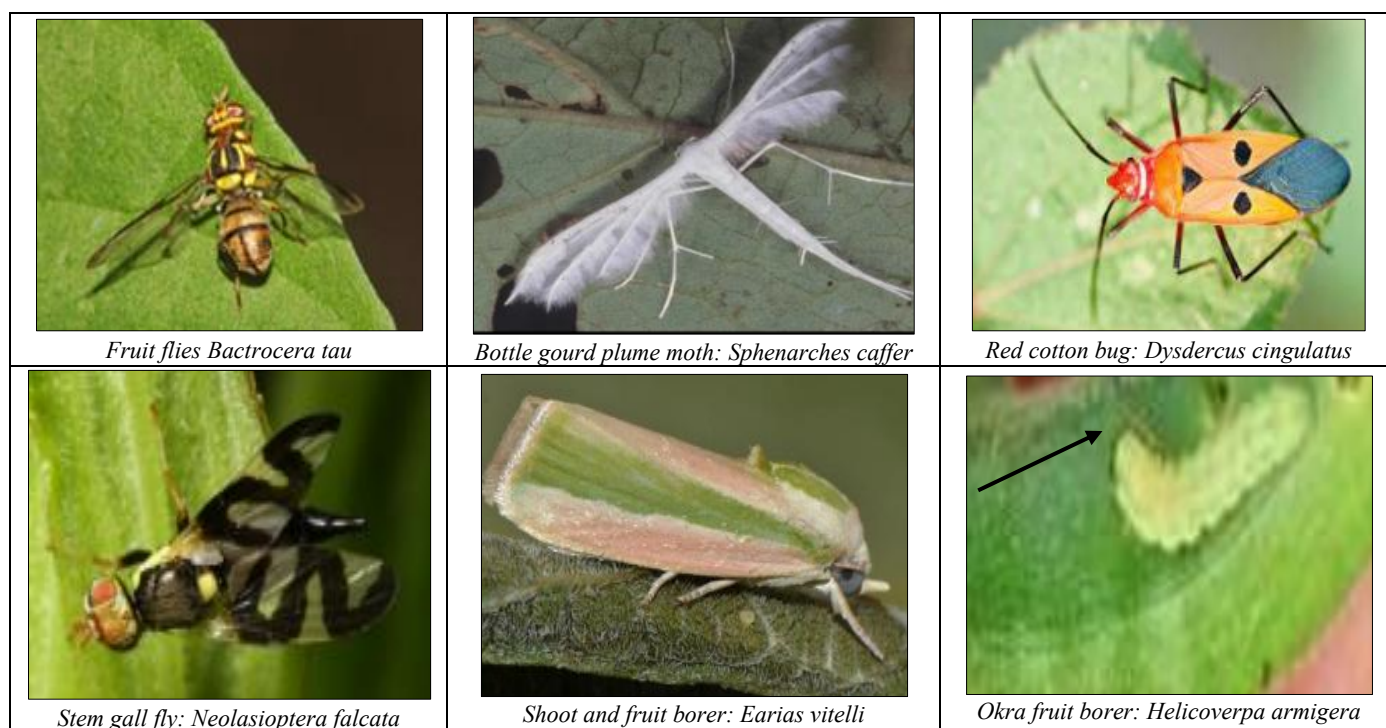 Fruit flies Bactrocera tau
Bottle gourd plume moth: Sphenarches caffer
Red cotton bug: Dysdercus cingulatus
Stem gall fly: Neolasioptera falcata
Shoot and fruit borer: Earias vitelli
Okra fruit borer: Helicoverpa armigera